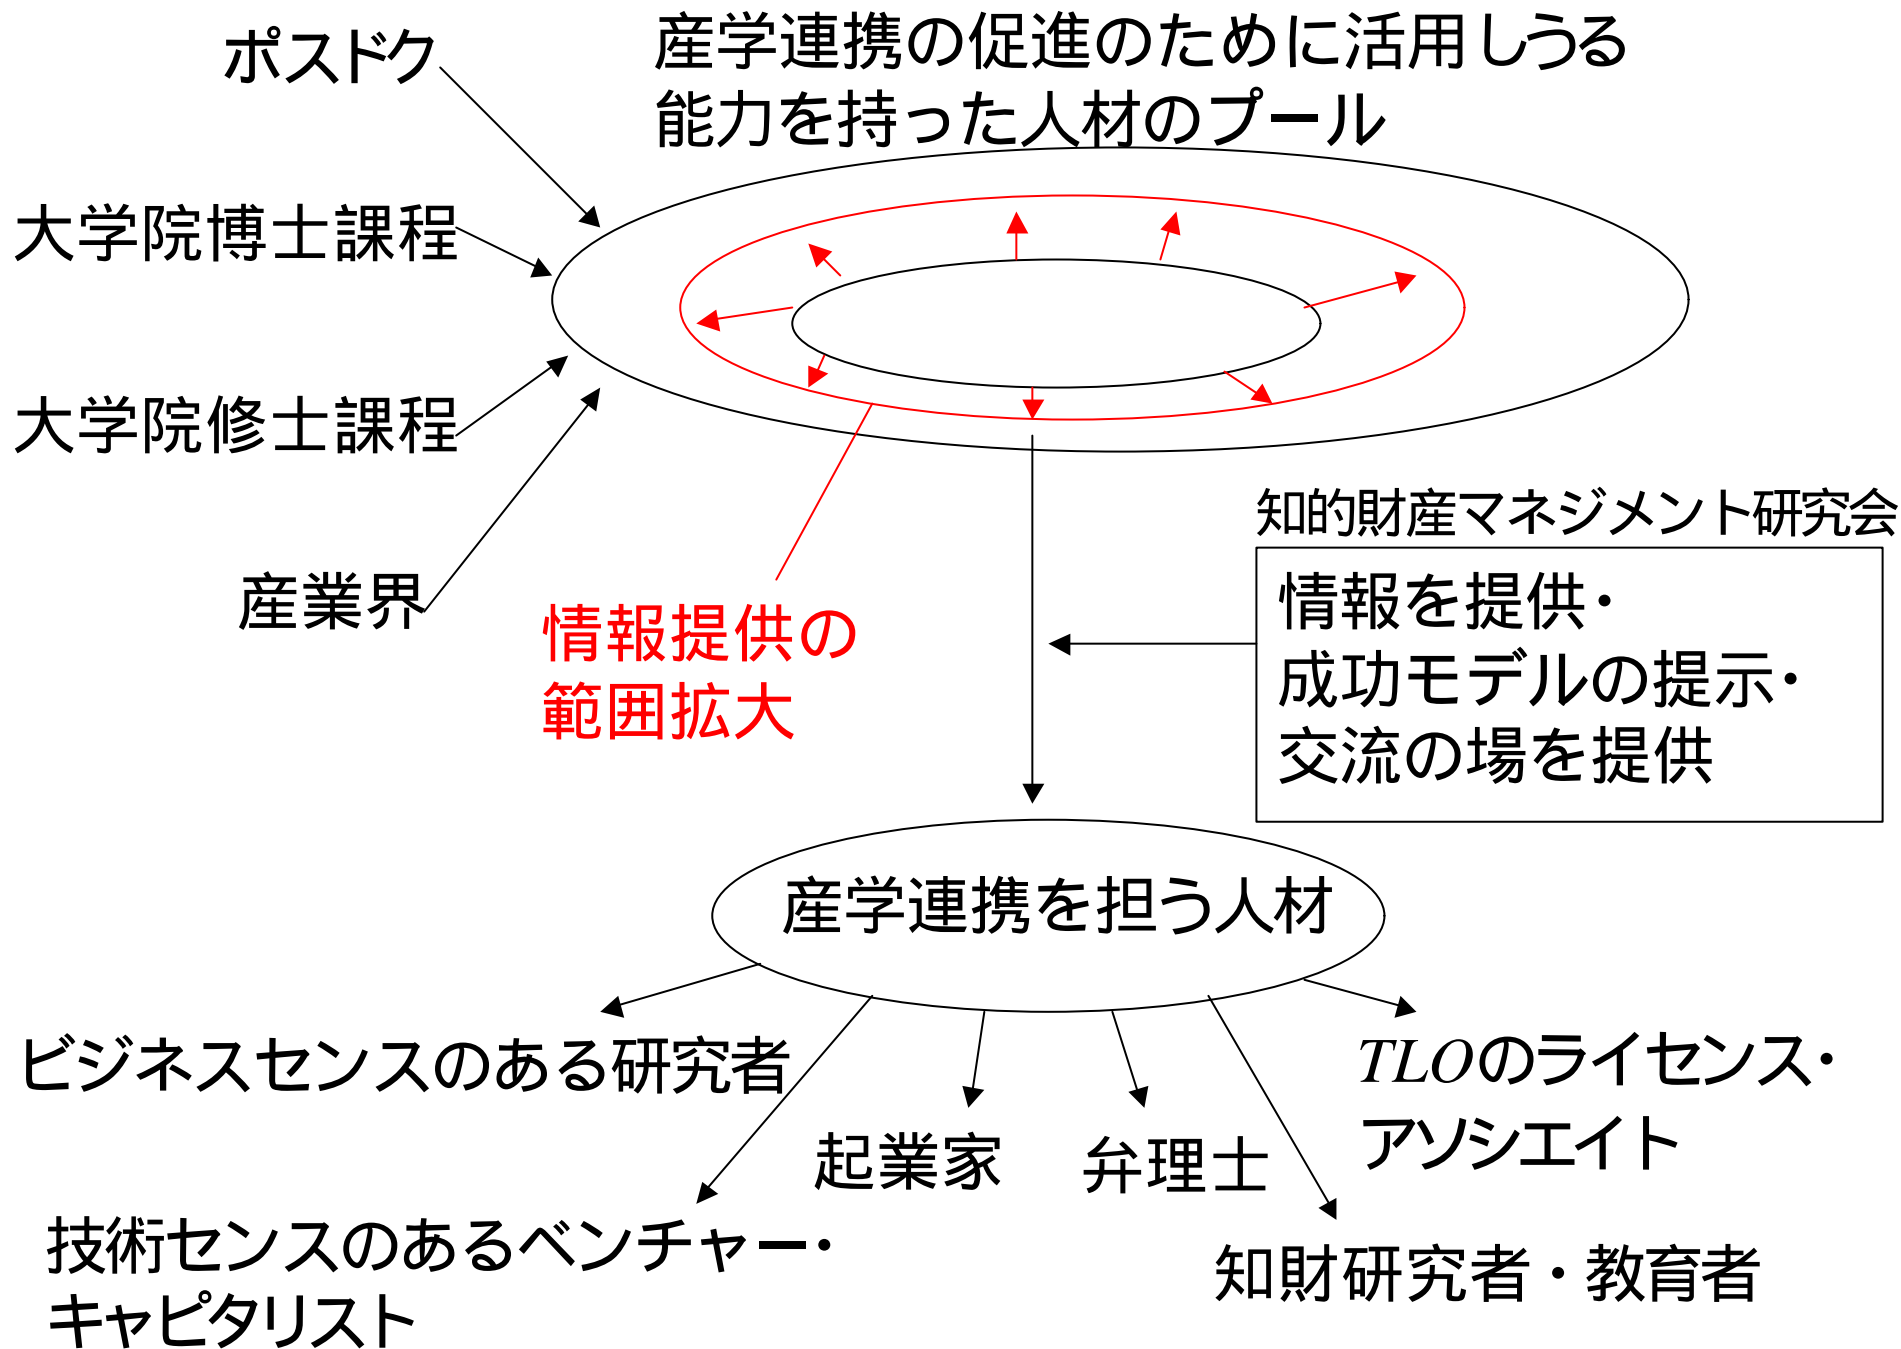 産学連携の促進のために活用しうる
能力を持った人材のプール
ポスドク
大学院博士課程
大学院修士課程
産業界
情報提供の
範囲拡大
知的財産マネジメント研究会
情報を提供・
成功モデルの提示・
交流の場を提供
産学連携を担う人材
ビジネスセンスのある研究者
技術センスのあるベンチャー・
キャピタリスト
起業家
弁理士
知財研究者・教育者
TLOのライセンス・
アソシエイト